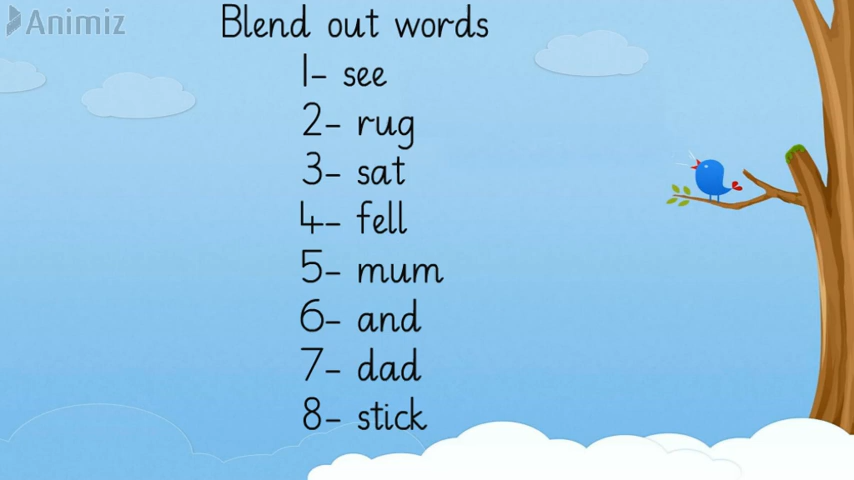 Animiz
Blend out words
1- see
2- rug
3- sat
4- fell
5- mum
6- and
7- dad
8- stick